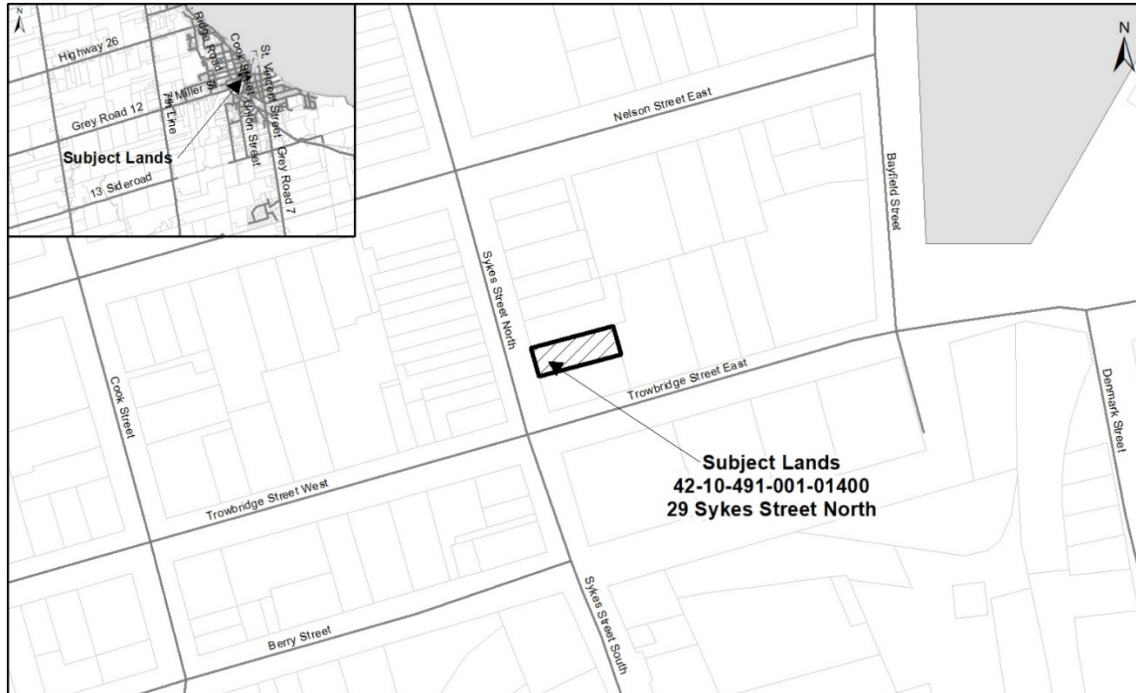 N
Highway 26
Ridge Road
Cook Street
St. Vincent Street
Miller S
Grey Road 12
7th Line
Union Street
Grey Road 7
Subject Lands
13 Sideroad
N
Nelson Street East
Bayfield Street
Sykes Street North
Cook Street
Trowbridge Street East
Denmark Street
Subject Lands
42-10-491-001-01400
29 Sykes Street North
Trowbridge Street West
Sykes Street South
Berry Street